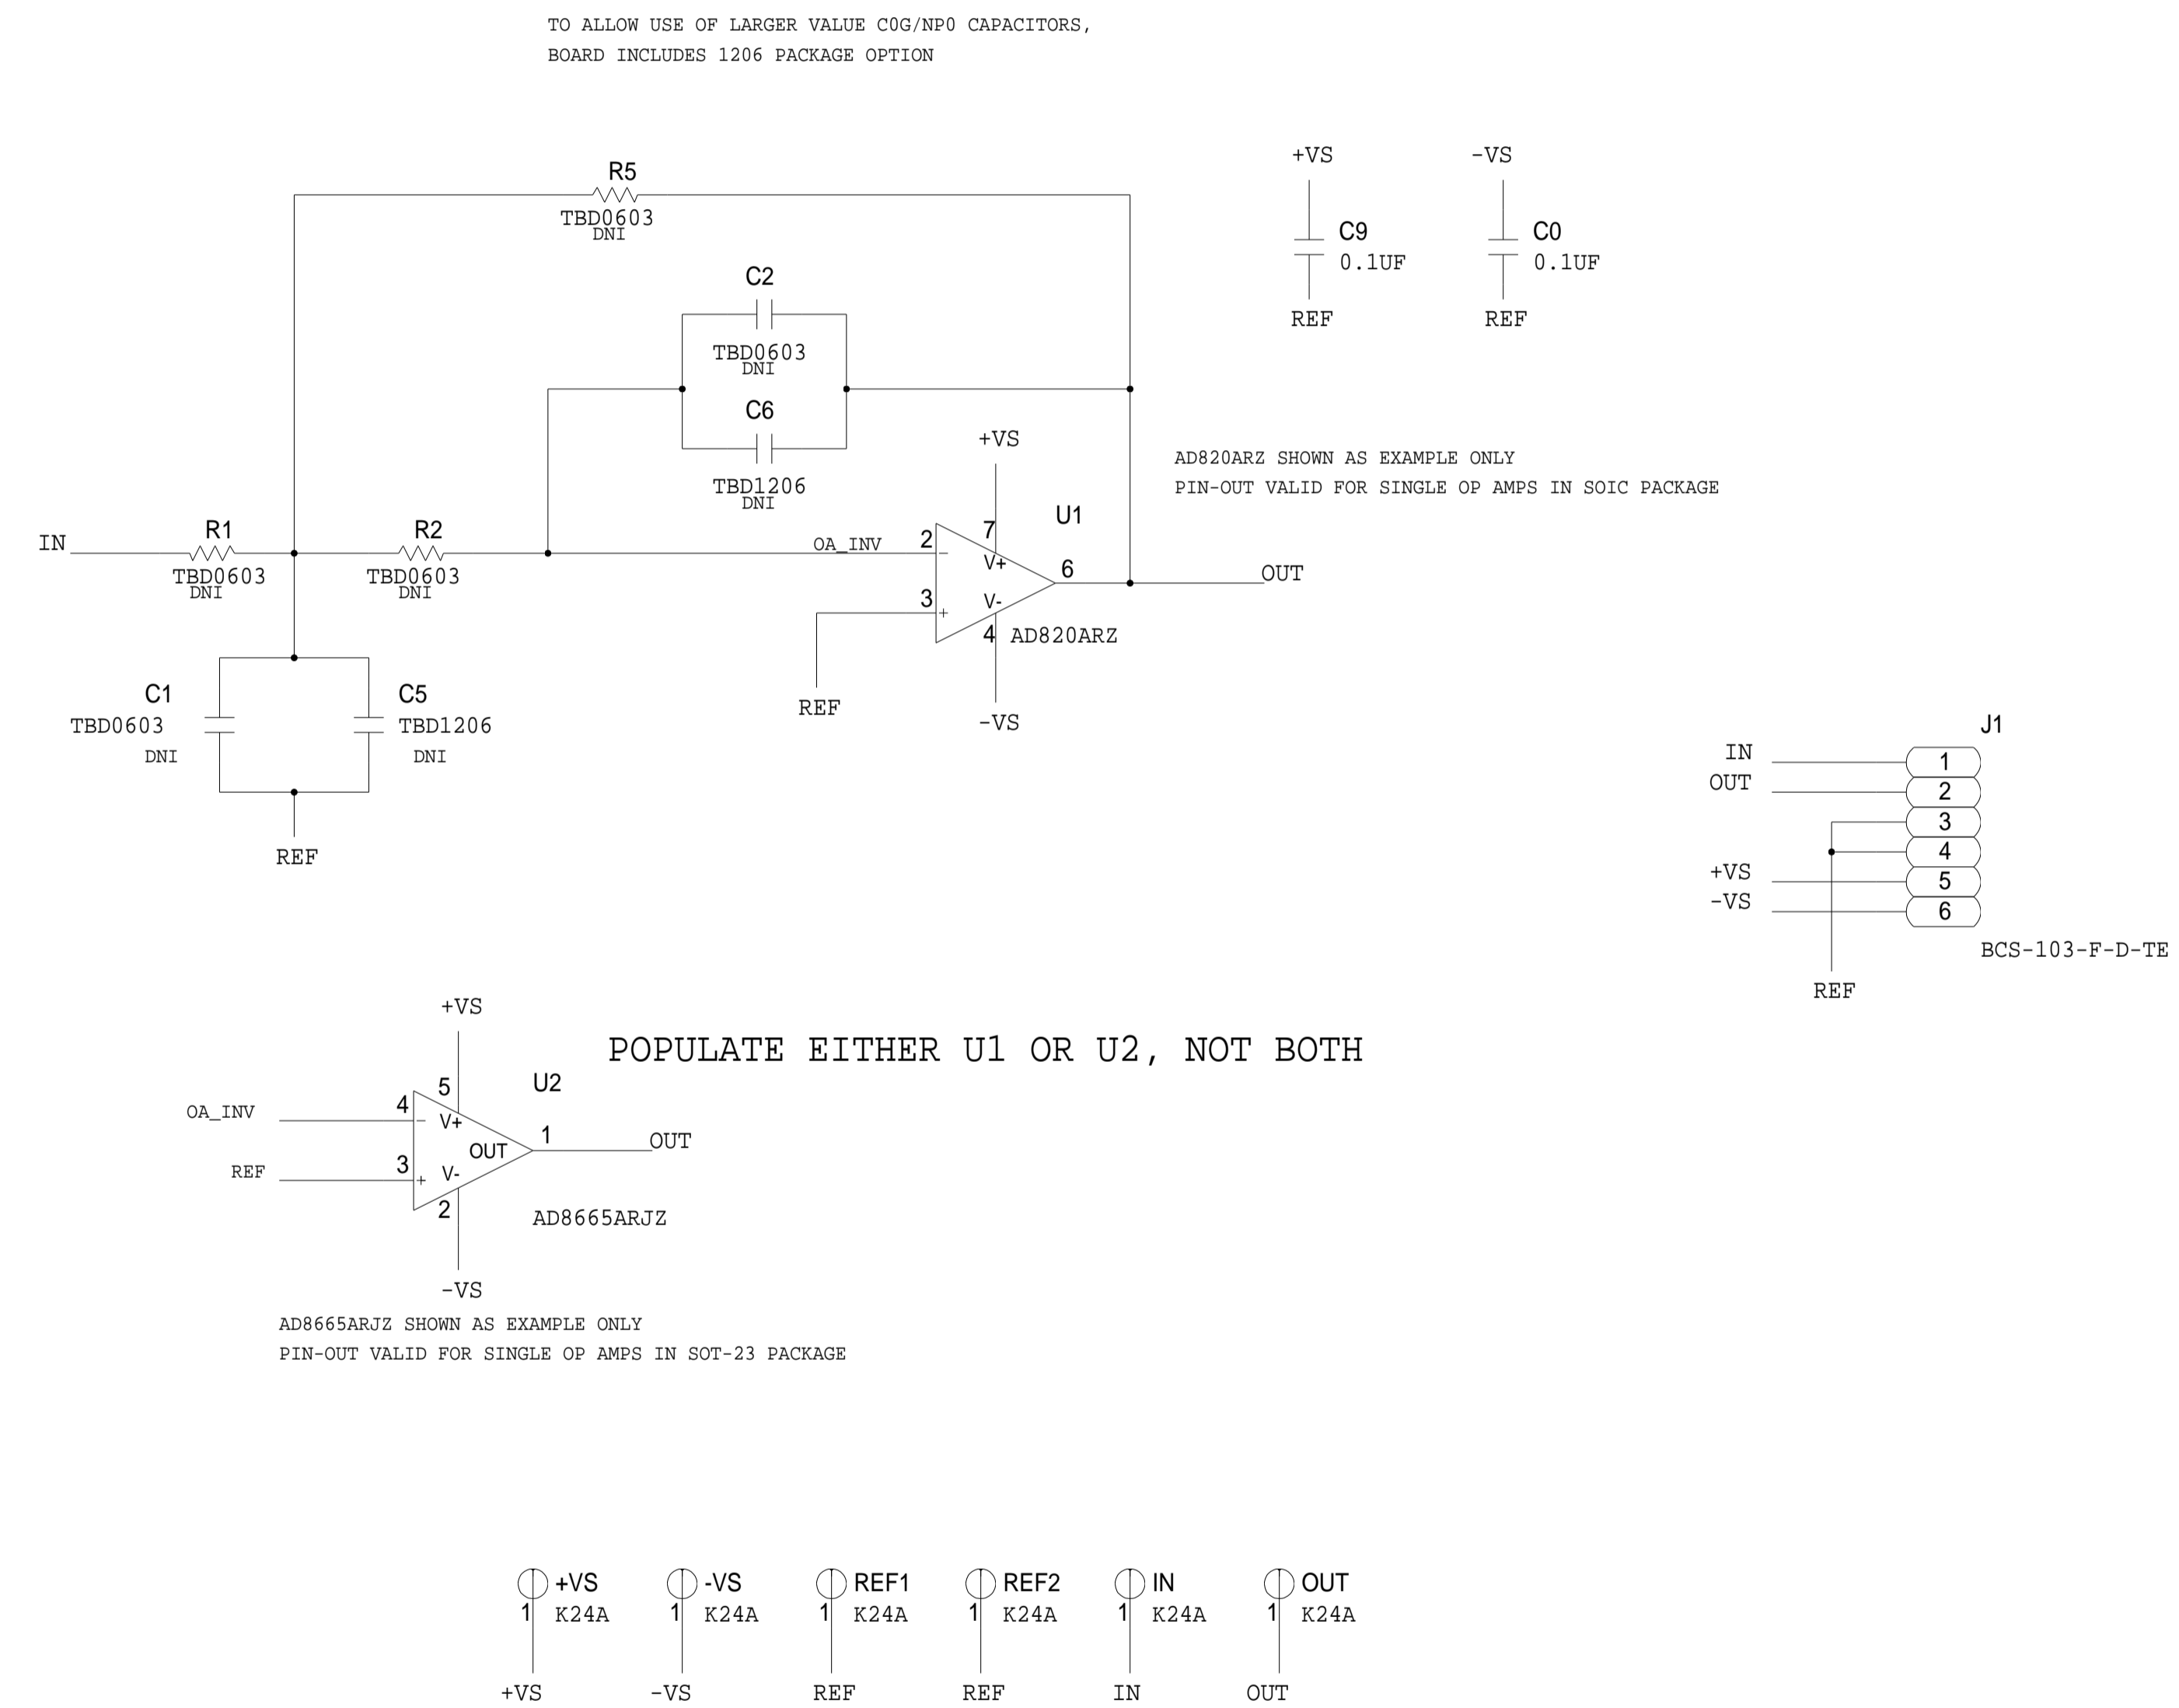 TO ALLOW USE OF LARGER VALUE C0G/NP0 CAPACITORS,
BOARD INCLUDES 1206 PACKAGE OPTION
R5
TBD0603
DNI
+VS
-VS
C9
0.1UF
C0
0.1UF
REF
REF
C2
TBD0603
DNI
C6
TBD1206
DNI
+VS
AD820ARZ SHOWN AS EXAMPLE ONLY
PIN-OUT VALID FOR SINGLE OP AMPS IN SOIC PACKAGE
IN
R1
TBD0603
DNI
R2
TBD0603
DNI
OA_INV
2
-
7
V+
U1
6
OUT
3
+
V-
4
AD820ARZ
REF
-VS
C1
TBD0603
DNI
C5
TBD1206
DNI
REF
J1
IN
1
OUT
2
3
4
+VS
5
-VS
6
BCS-103-F-D-TE
REF
+VS
POPULATE EITHER U1 OR U2, NOT BOTH
5
U2
OA_INV
4
-
V+
OUT
1
OUT
REF
3
+
V-
2
AD8665ARJZ
-VS
AD8665ARJZ SHOWN AS EXAMPLE ONLY
PIN-OUT VALID FOR SINGLE OP AMPS IN SOT-23 PACKAGE
+VS
1
K24A
+VS
-VS
1
K24A
-VS
REF1
1
K24A
REF
REF2
1
K24A
REF
IN
1
K24A
IN
OUT
1
K24A
OUT